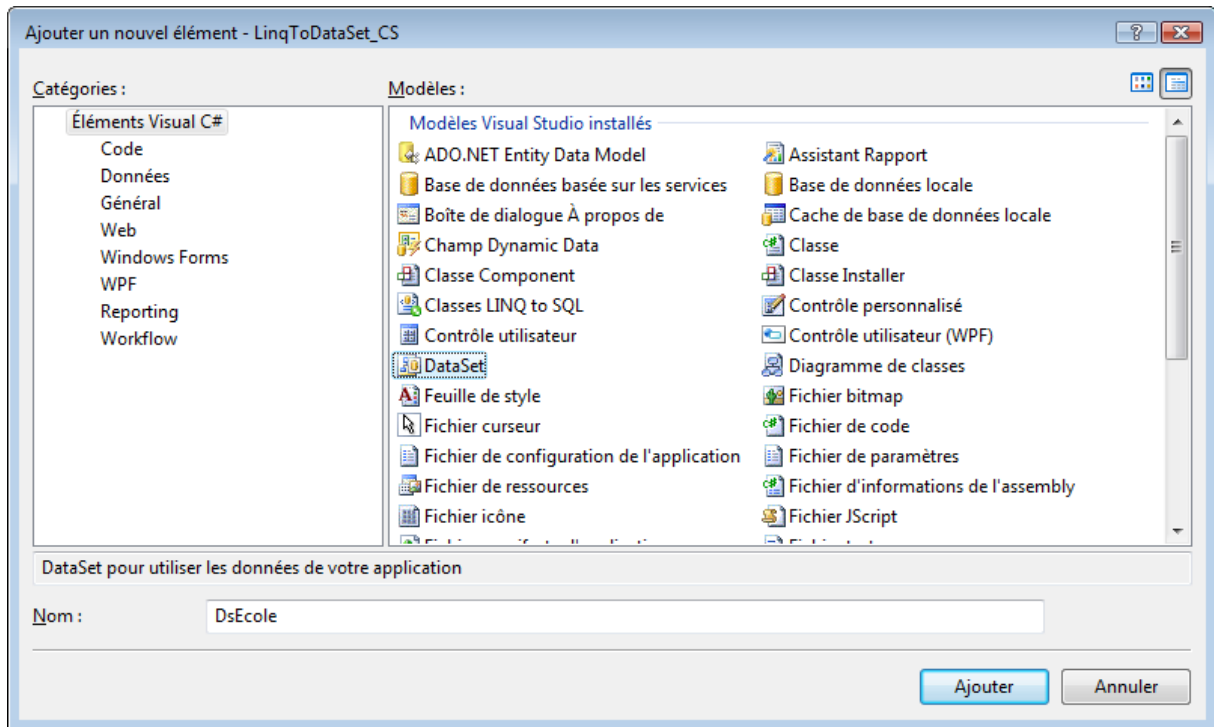 Ajouter un nouvel élément - LinqToDataSet_CS
Catégories :
Modèles :
Éléments Visual C#
Code
Données
Général
Web
Windows Forms
WPF
Reporting
Workflow
Modèles Visual Studio installés
ADO.NET Entity Data Model
Assistant Rapport
Base de données basée sur les services
Base de données locale
Boîte de dialogue À propos de
Cache de base de données locale
Champ Dynamic Data
Classe
Classe Component
Classe Installer
Classes LINQ to SQL
Contrôle personnalisé
Contrôle utilisateur
Contrôle utilisateur (WPF)
DataSet
Diagramme de classes
Feuille de style
Fichier bitmap
Fichier curseur
Fichier de code
Fichier de configuration de l'application
Fichier de paramètres
Fichier de ressources
Fichier d'informations de l'assembly
Fichier icône
Fichier JScript
DataSet pour utiliser les données de votre application
Nom :
DsEcole
Ajouter
Annuler